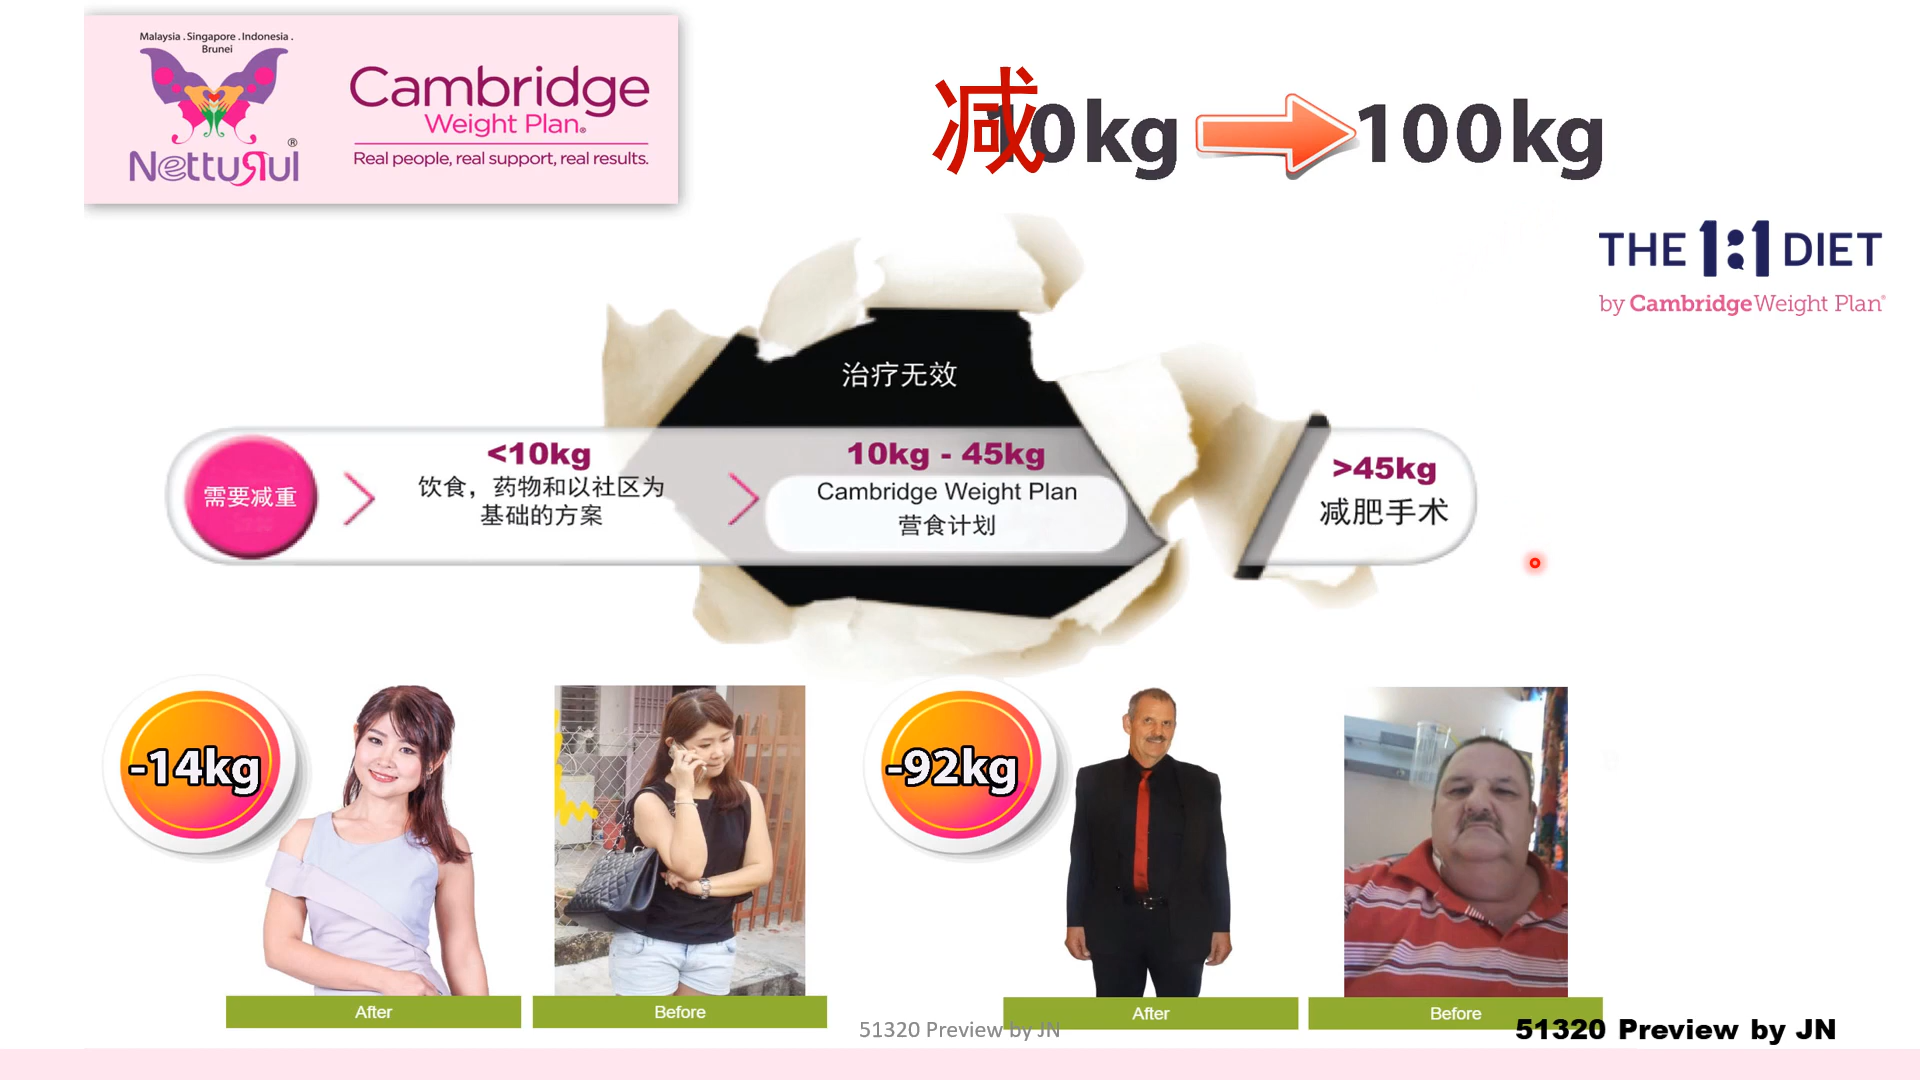 Malaysia . Singapore . Indonesia .
Brunei
NettuЯul ®
Cambridge
Weight Plan®
Real people, real support, real results.
减10kg 100kg
THE 1:1 DIET
by Cambridge Weight Plan®
治疗无效
需要减重
<10kg
饮食，药物和以社区为
基础的方案
10kg - 45kg
Cambridge Weight Plan
营食计划
>45kg
减肥手术
-14kg
-92kg
After
Before
After
Before
51320 Preview by JN
51320 Preview by JN